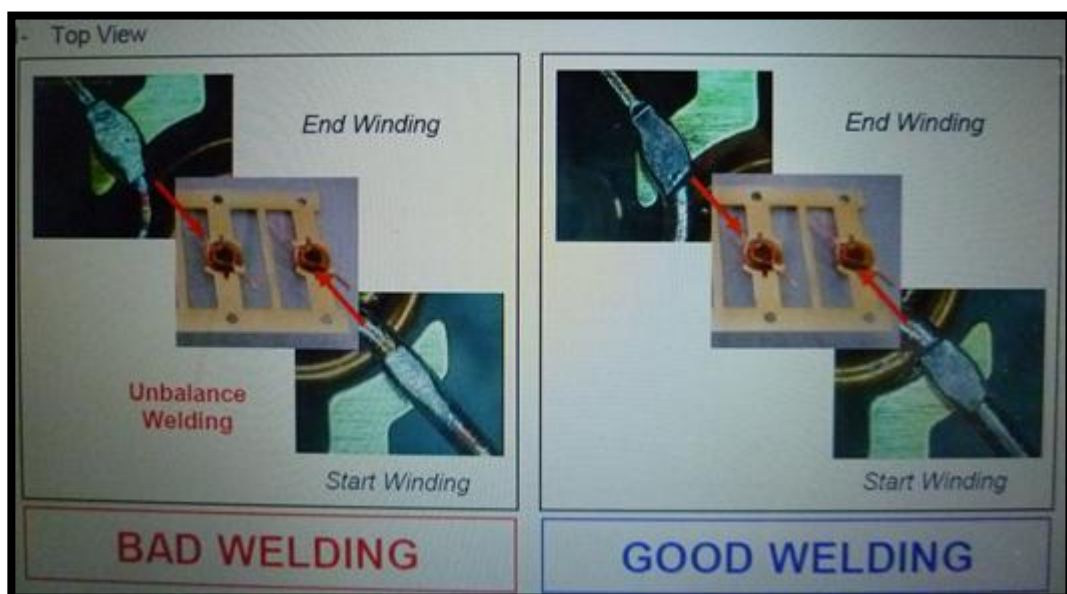 - Top View
End Winding
Unbalance
Welding
Start Winding
BAD WELDING
End Winding
Start Winding
GOOD WELDING